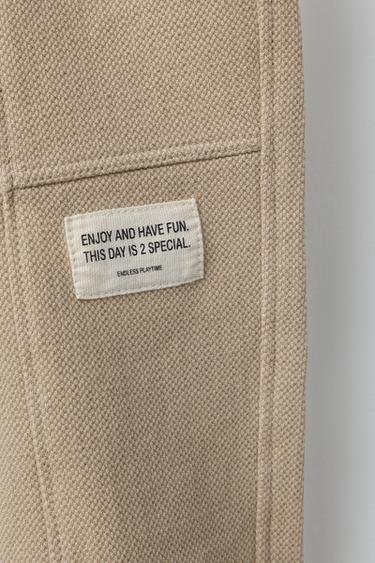 ENJOY AND HAVE FUN.
THIS DAY IS 2 SPECIAL.
ENDLESS PLAYTIME